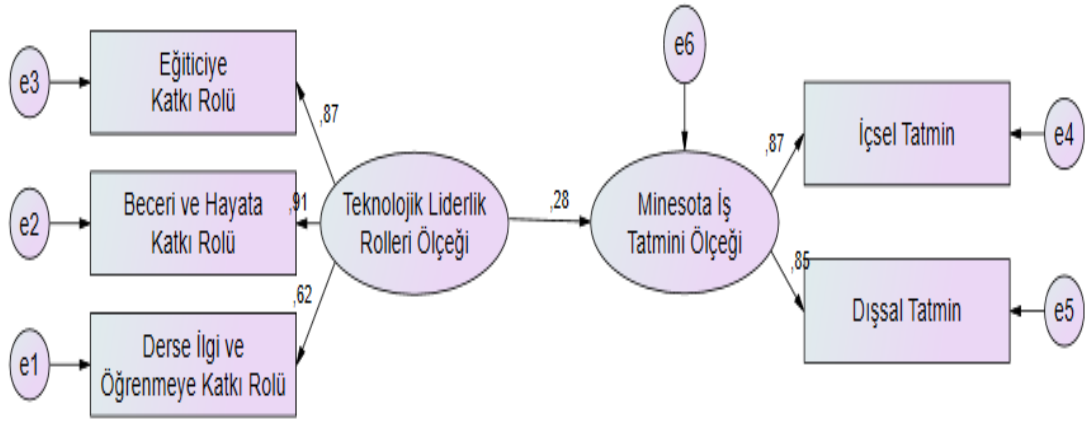 e3
Eğiticiye
Katkı Rolü
,87
e2
Beceri ve Hayata
Katkı Rolü
,91
e1
Derse İlgi ve
Öğrenmeye Katkı Rolü
,62
Teknolojik Liderlik
Rolleri Ölçeği
,28
e6
Minesota İş
Tatmini Ölçeği
,87
İçsel Tatmin
e4
,85
Dışsal Tatmin
e5